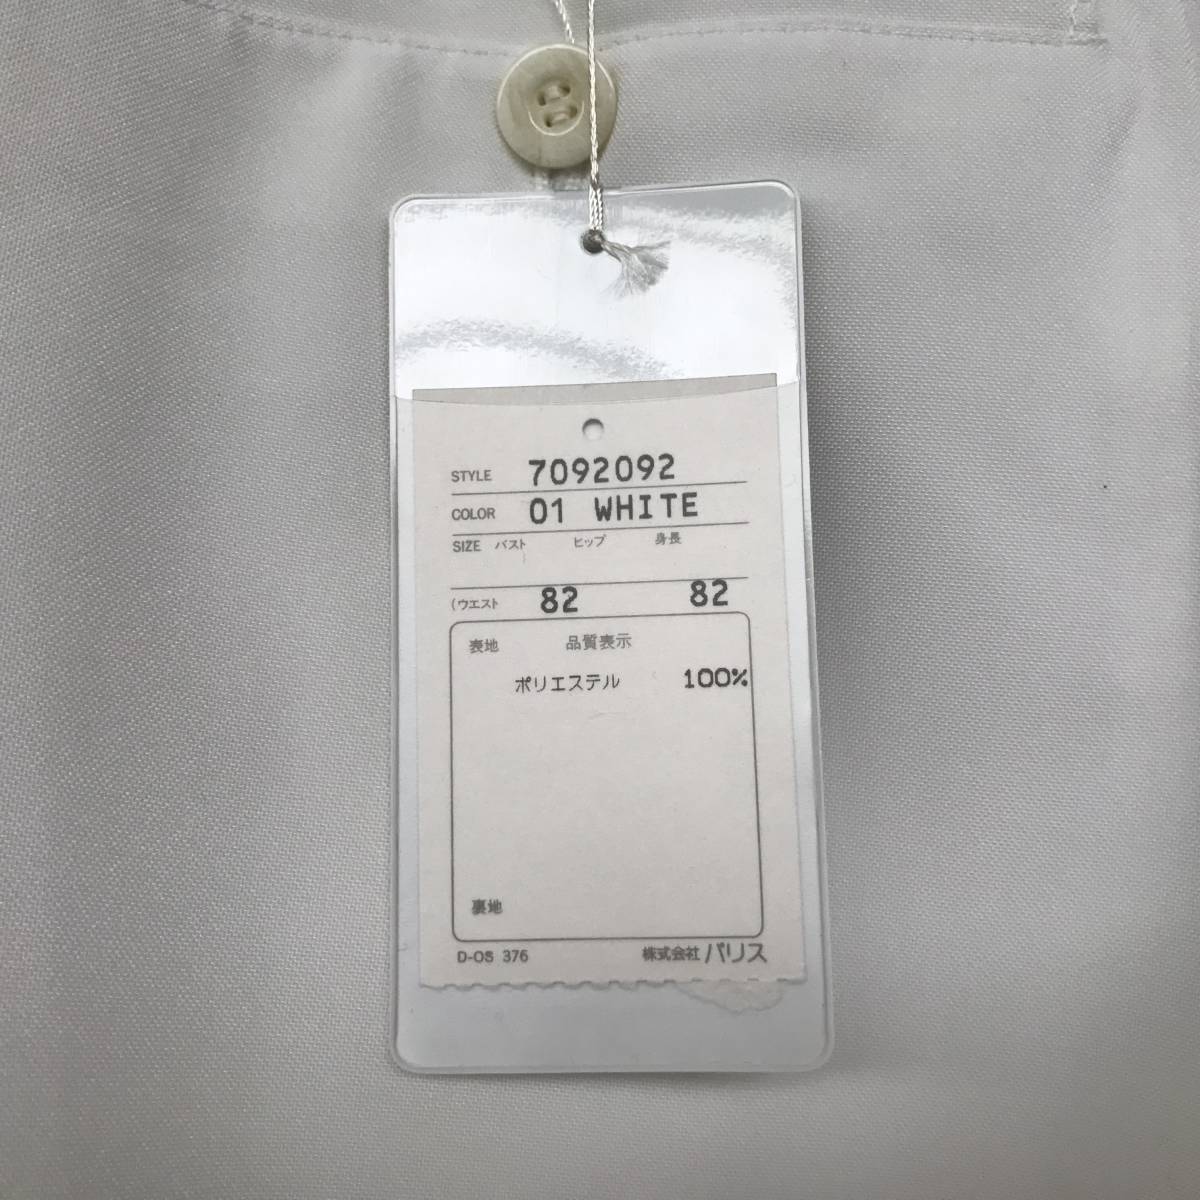 STYLE 7092092
COLOR 01 WHITE
SIZE バスト ヒップ 身長
(ウエスト 82 82
表地 品質表示
ポリエステル 100%
裏地
D-OS 376 株式会社 パリス